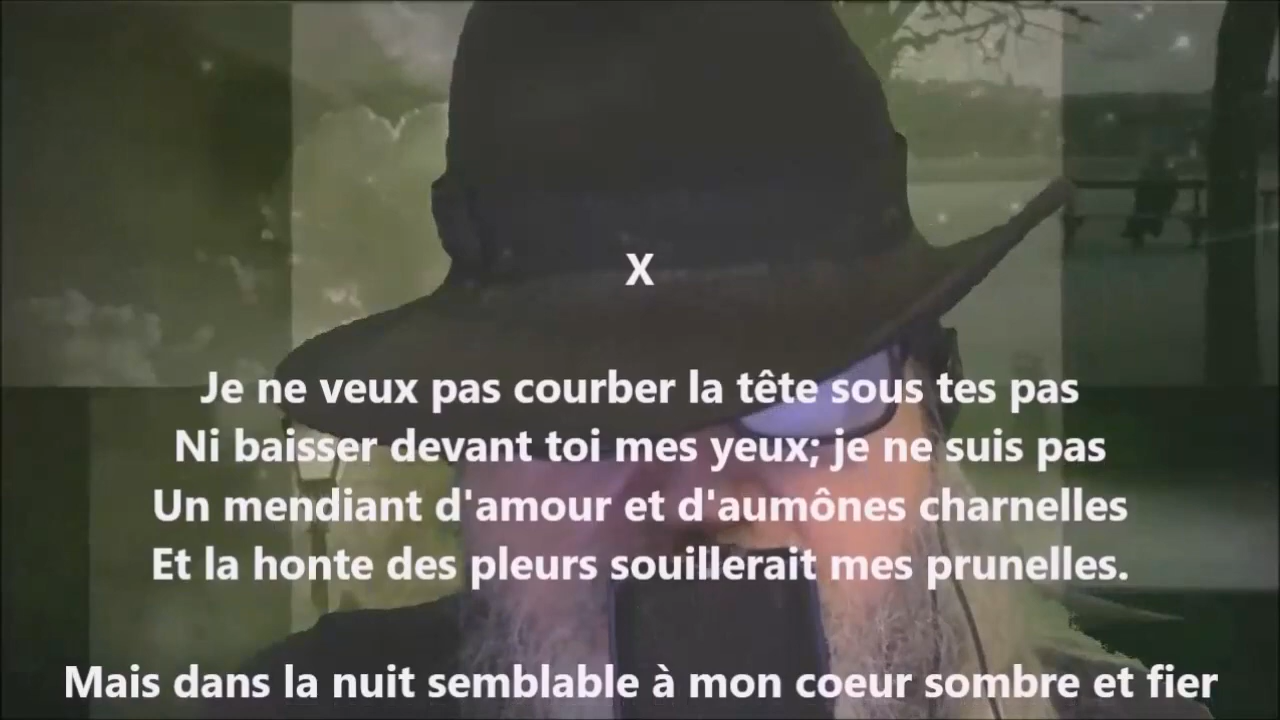 X
Je ne veux pas courber la tête sous tes pas
Ni baisser devant toi mes yeux; je ne suis pas
Un mendiant d'amour et d'aumônes charnelles
Et la honte des pleurs souillerait mes prunelles.
Mais dans la nuit semblable à mon coeur sombre et fier